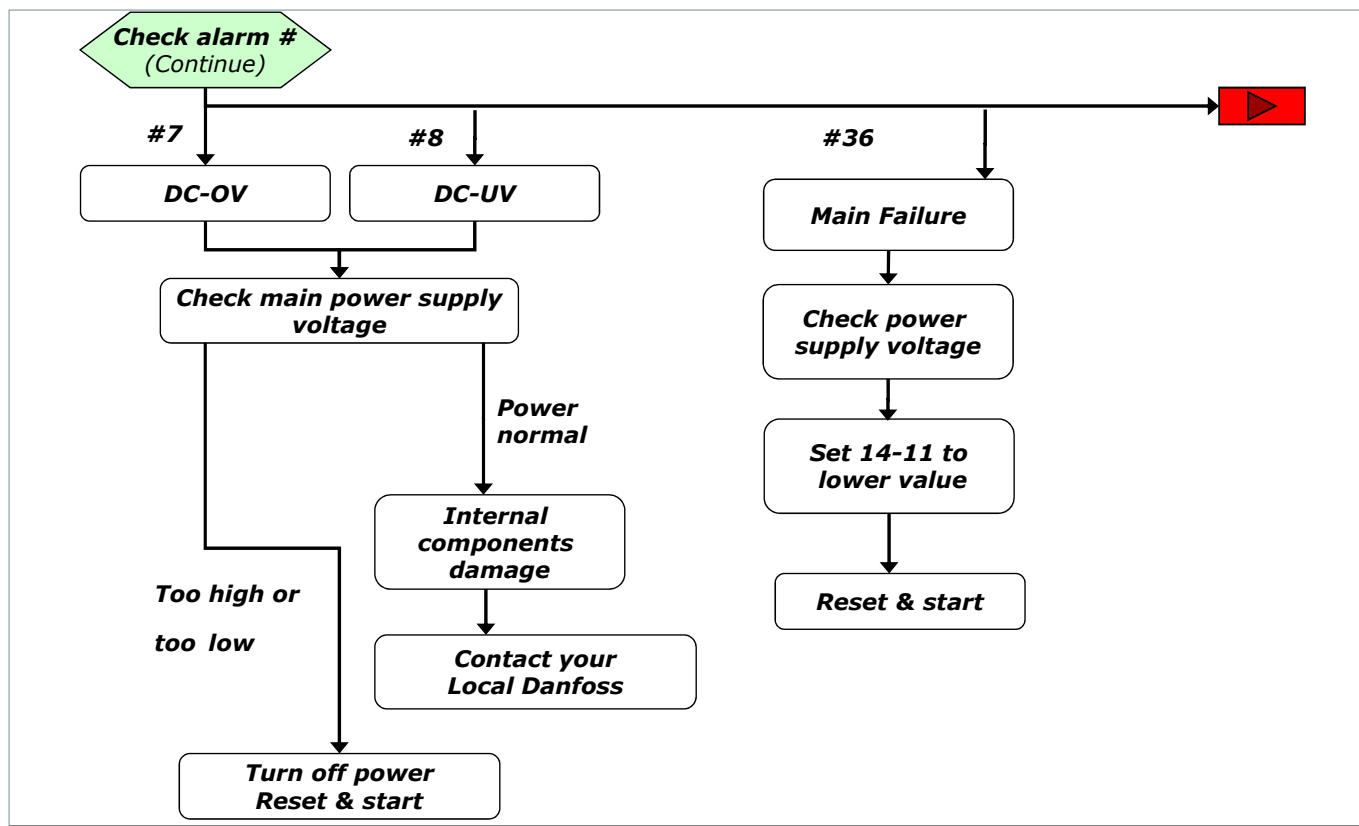 Check alarm #
(Continue)
#7
#8
#36
DC-OV
DC-UV
Main Failure
Check main power supply
voltage
Check power
supply voltage
Power
normal
Set 14-11 to
lower value
Internal
components
damage
Too high or
too low
Reset & start
Contact your
Local Danfoss
Turn off power
Reset & start